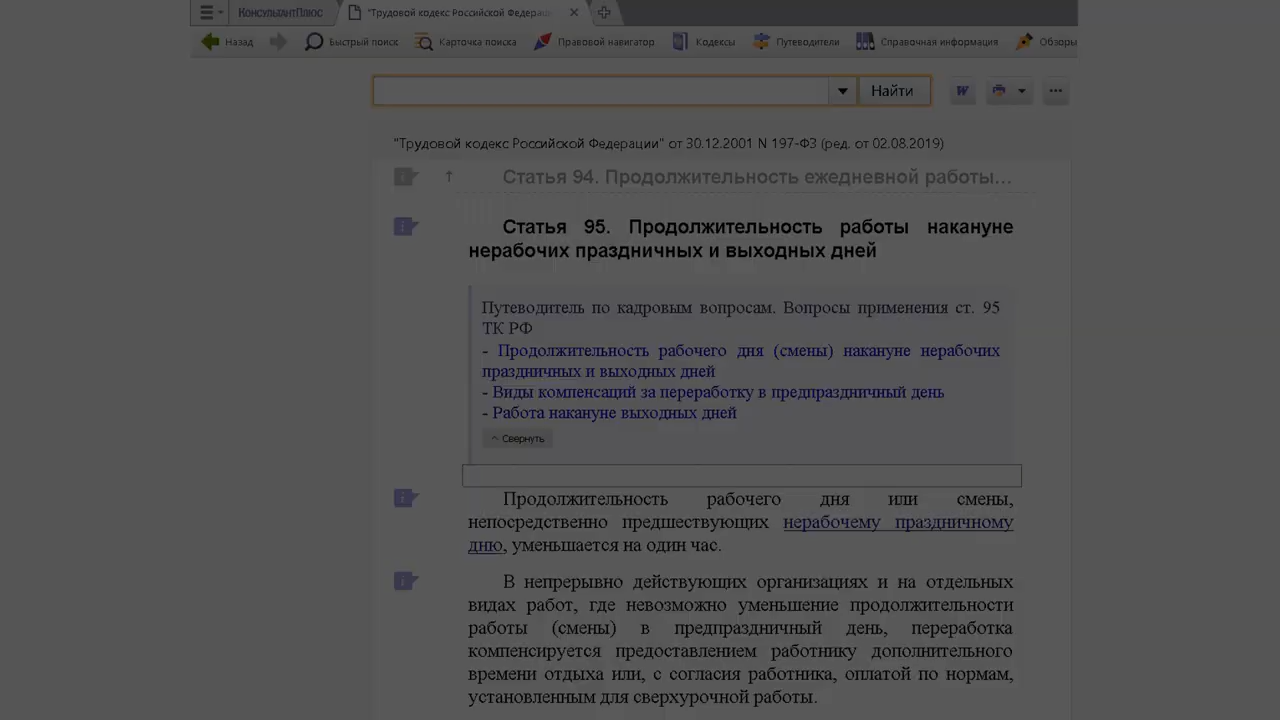 КонсультантПлюс "Трудовой кодекс Российской Федерац
Назад Быстрый поиск Карточка поиска Правовой навигатор Кодексы Путеводители Справочная информация Обзоры
Найти
"Трудовой кодекс Российской Федерации" от 30.12.2001 N 197-ФЗ (ред. от 02.08.2019)
Статья 94. Продолжительность ежедневной работы...
Статья 95. Продолжительность работы накануне
нерабочих праздничных и выходных дней
Путеводитель по кадровым вопросам. Вопросы применения ст. 95
ТК РФ
- Продолжительность рабочего дня (смены) накануне нерабочих
праздничных и выходных дней
- Виды компенсаций за переработку в предпраздничный день
- Работа накануне выходных дней
Свернуть
Продолжительность рабочего дня или смены,
непосредственно предшествующих нерабочему праздничному
дню, уменьшается на один час.
В непрерывно действующих организациях и на отдельных
видах работ, где невозможно уменьшение продолжительности
работы (смены) в предпраздничный день, переработка
компенсируется предоставлением работнику дополнительного
времени отдыха или, с согласия работника, оплатой по нормам,
установленным для сверхурочной работы.